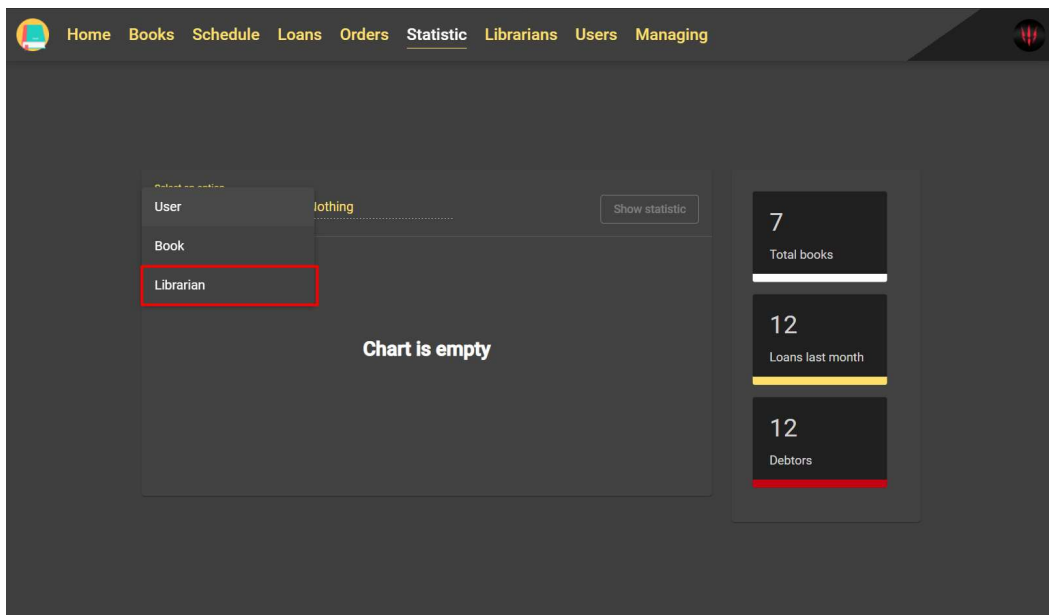 Home Books Schedule Loans Orders Statistic Librarians Users Managing
User
Book
Librarian
Show statistic
Chart is empty
7
Total books
12
Loans last month
12
Debtors